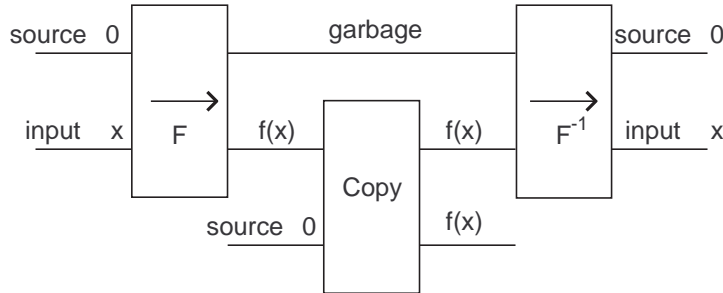 source 0 garbage source 0
input x F f(x) f(x) F-1 input x
Copy
source 0 f(x)